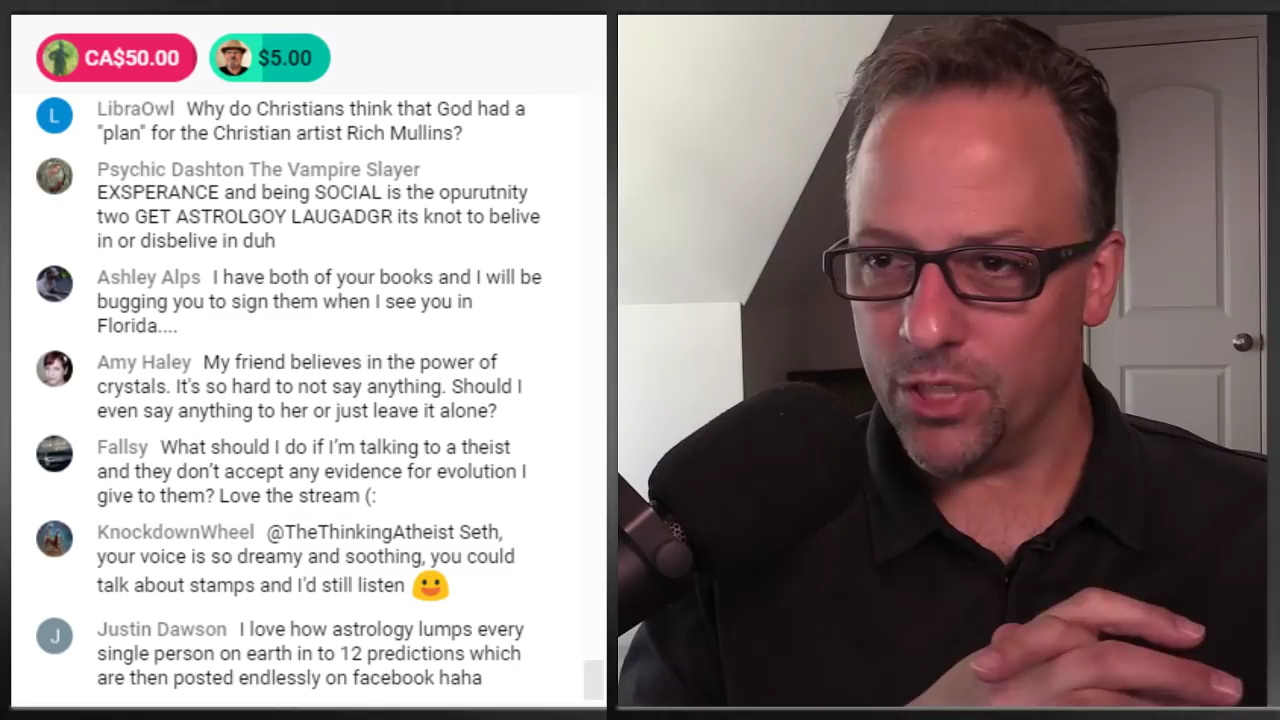 CA$50.00 $5.00
LibraOwl Why do Christians think that God had a
"plan" for the Christian artist Rich Mullins?
Psychic Dashton The Vampire Slayer
EXSPERANCE and being SOCIAL is the opurutnity
two GET ASTROLGOY LAUGADGR its knot to belive
in or disbelive in duh
Ashley Alps I have both of your books and I will be
bugging you to sign them when I see you in
Florida....
Amy Haley My friend believes in the power of
crystals. It's so hard to not say anything. Should I
even say anything to her or just leave it alone?
Fallsy What should I do if I'm talking to a theist
and they don't accept any evidence for evolution I
give to them? Love the stream (:
KnockdownWheel @TheThinkingAtheist Seth,
your voice is so dreamy and soothing, you could
talk about stamps and I'd still listen
Justin Dawson I love how astrology lumps every
single person on earth in to 12 predictions which
are then posted endlessly on facebook haha
L
J